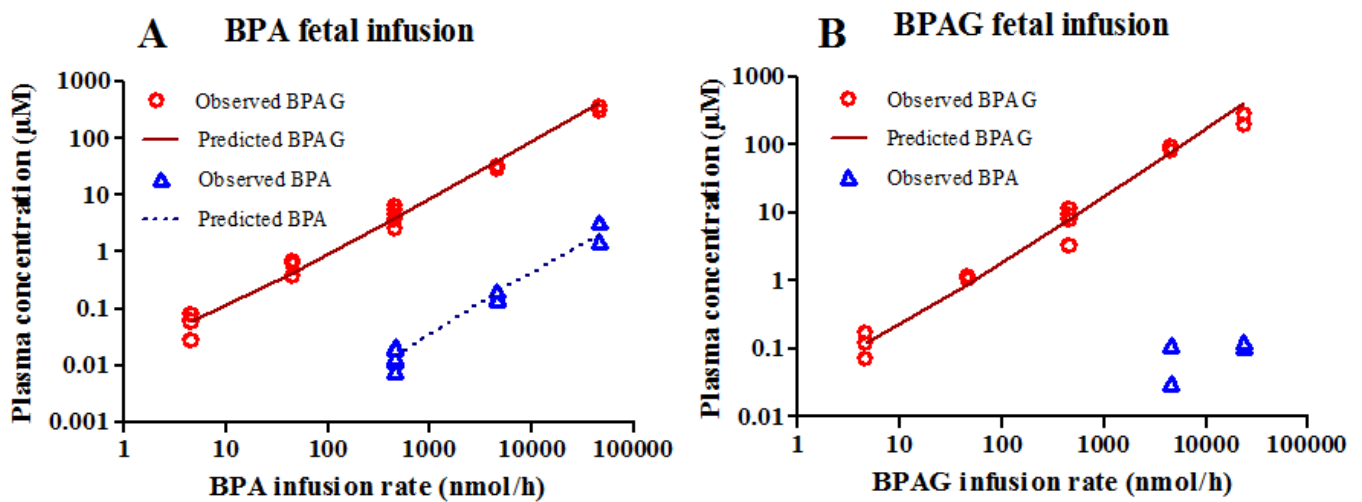 A BPA fetal infusion
Plasma concentration (µM)
1000
100
10
1
0.1
0.01
0.001
Observed BPAG
Predicted BPAG
Observed BPA
Predicted BPA
1 10 100 1000 10000 100000
BPA infusion rate (nmol/h)
B BPAG fetal infusion
Plasma concentration (µM)
1000
100
10
1
0.1
0.01
Observed BPAG
Predicted BPAG
Observed BPA
1 10 100 1000 10000 100000
BPAG infusion rate (nmol/h)